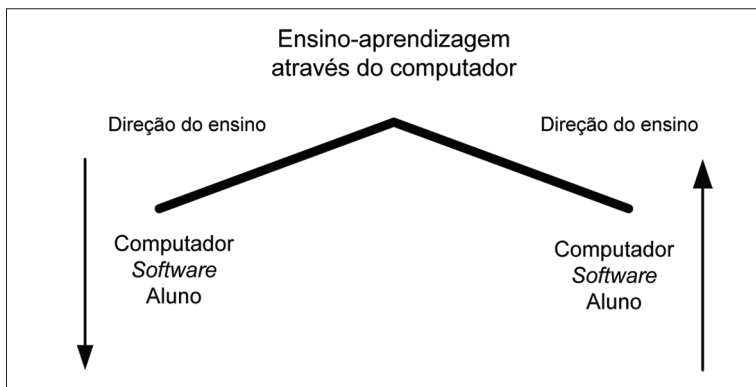 Ensino-aprendizagem
através do computador
Direção do ensino
Direção do ensino
Computador
Software
Aluno
Computador
Software
Aluno